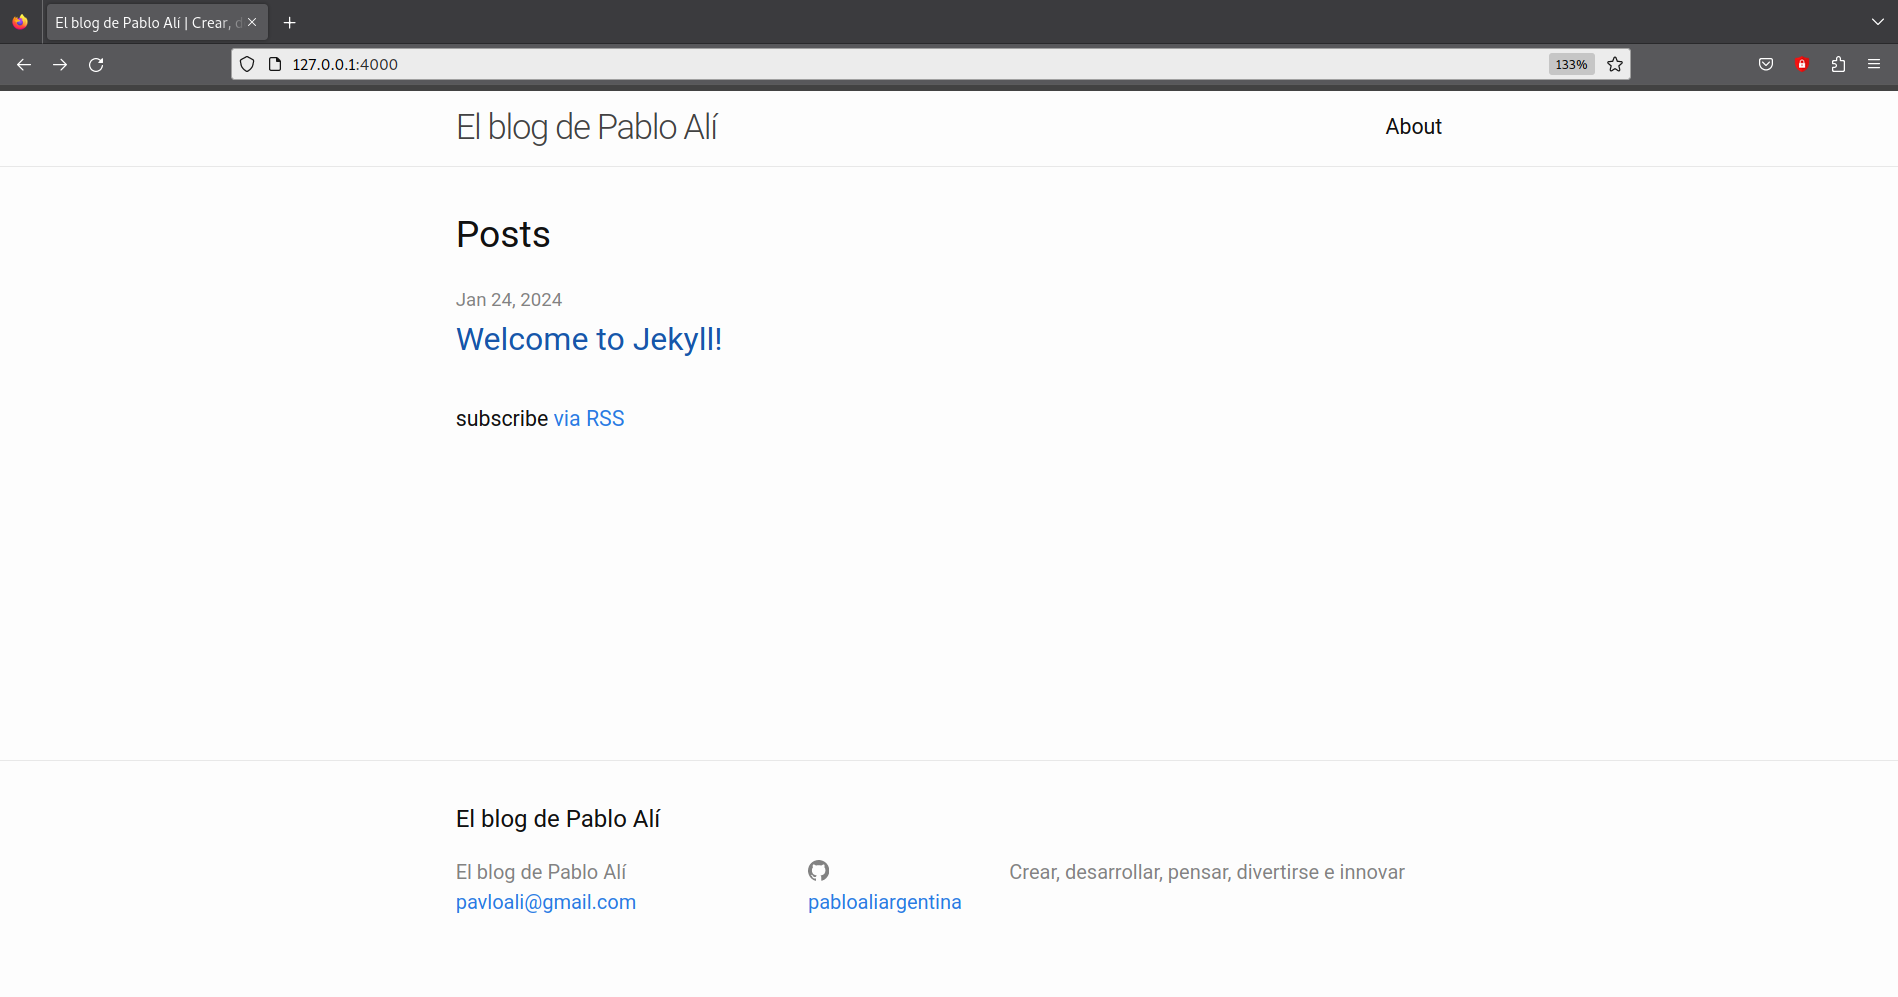 El blog de Pablo Alí | Crear, d
127.0.0.1:4000
133%
El blog de Pablo Alí
About
Posts
Jan 24, 2024
Welcome to Jekyll!
subscribe via RSS
El blog de Pablo Alí
El blog de Pablo Alí
pavloali@gmail.com
pabloaliargentina
Crear, desarrollar, pensar, divertirse e innovar